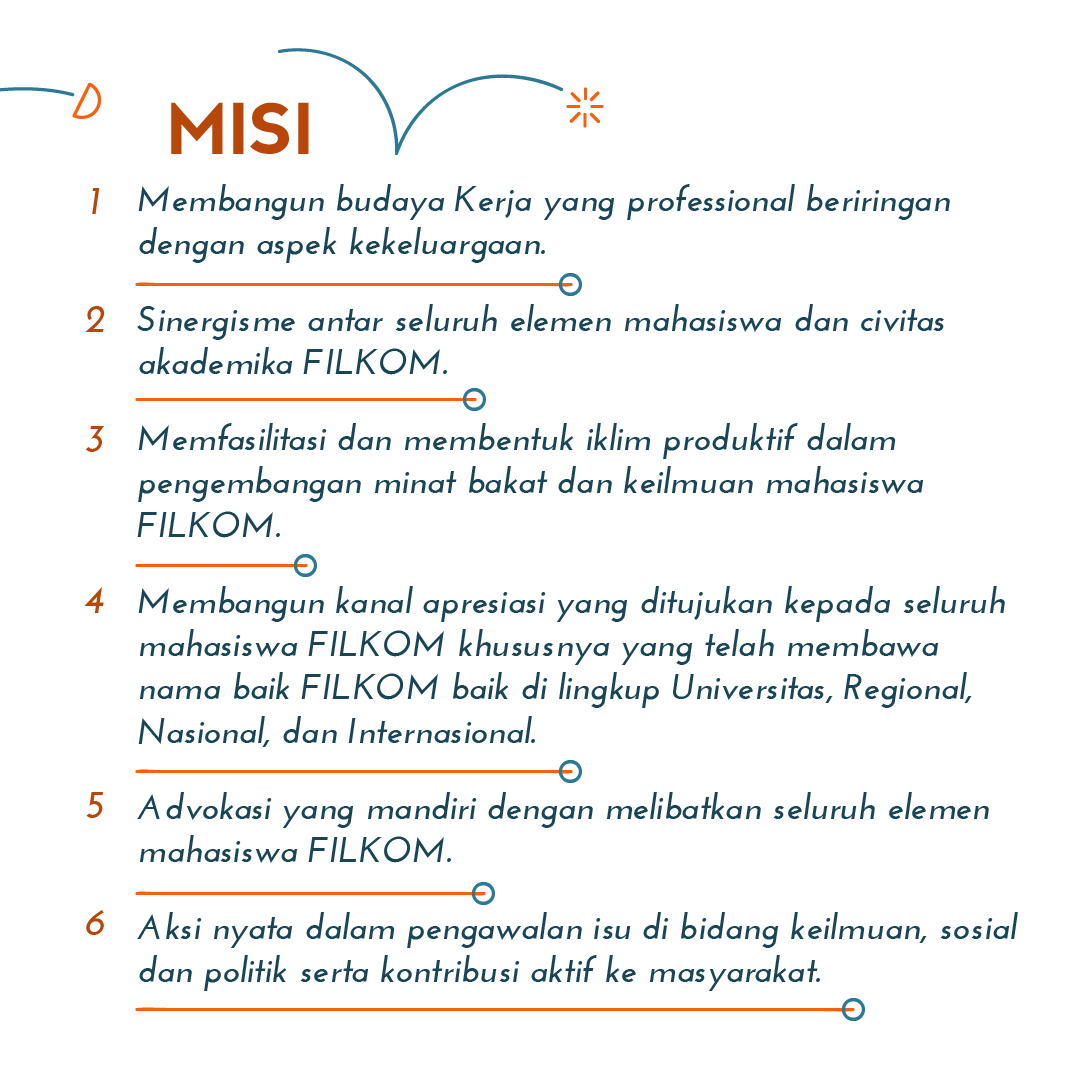 MISI
1 Membangun budaya Kerja yang professional beriringan
dengan aspek kekeluargaan.
2 Sinergisme antar seluruh elemen mahasiswa dan civitas
akademika FILKOM.
3 Memfasilitasi dan membentuk iklim produktif dalam
pengembangan minat bakat dan keilmuan mahasiswa
FILKOM.
4 Membangun kanal apresiasi yang ditujukan kepada seluruh
mahasiswa FILKOM khususnya yang telah membawa
nama baik FILKOM baik di lingkup Universitas, Regional,
Nasional, dan Internasional.
5 Advokasi yang mandiri dengan melibatkan seluruh elemen
mahasiswa FILKOM.
6 Aksi nyata dalam pengawalan isu di bidang keilmuan, sosial
dan politik serta kontribusi aktif ke masyarakat.